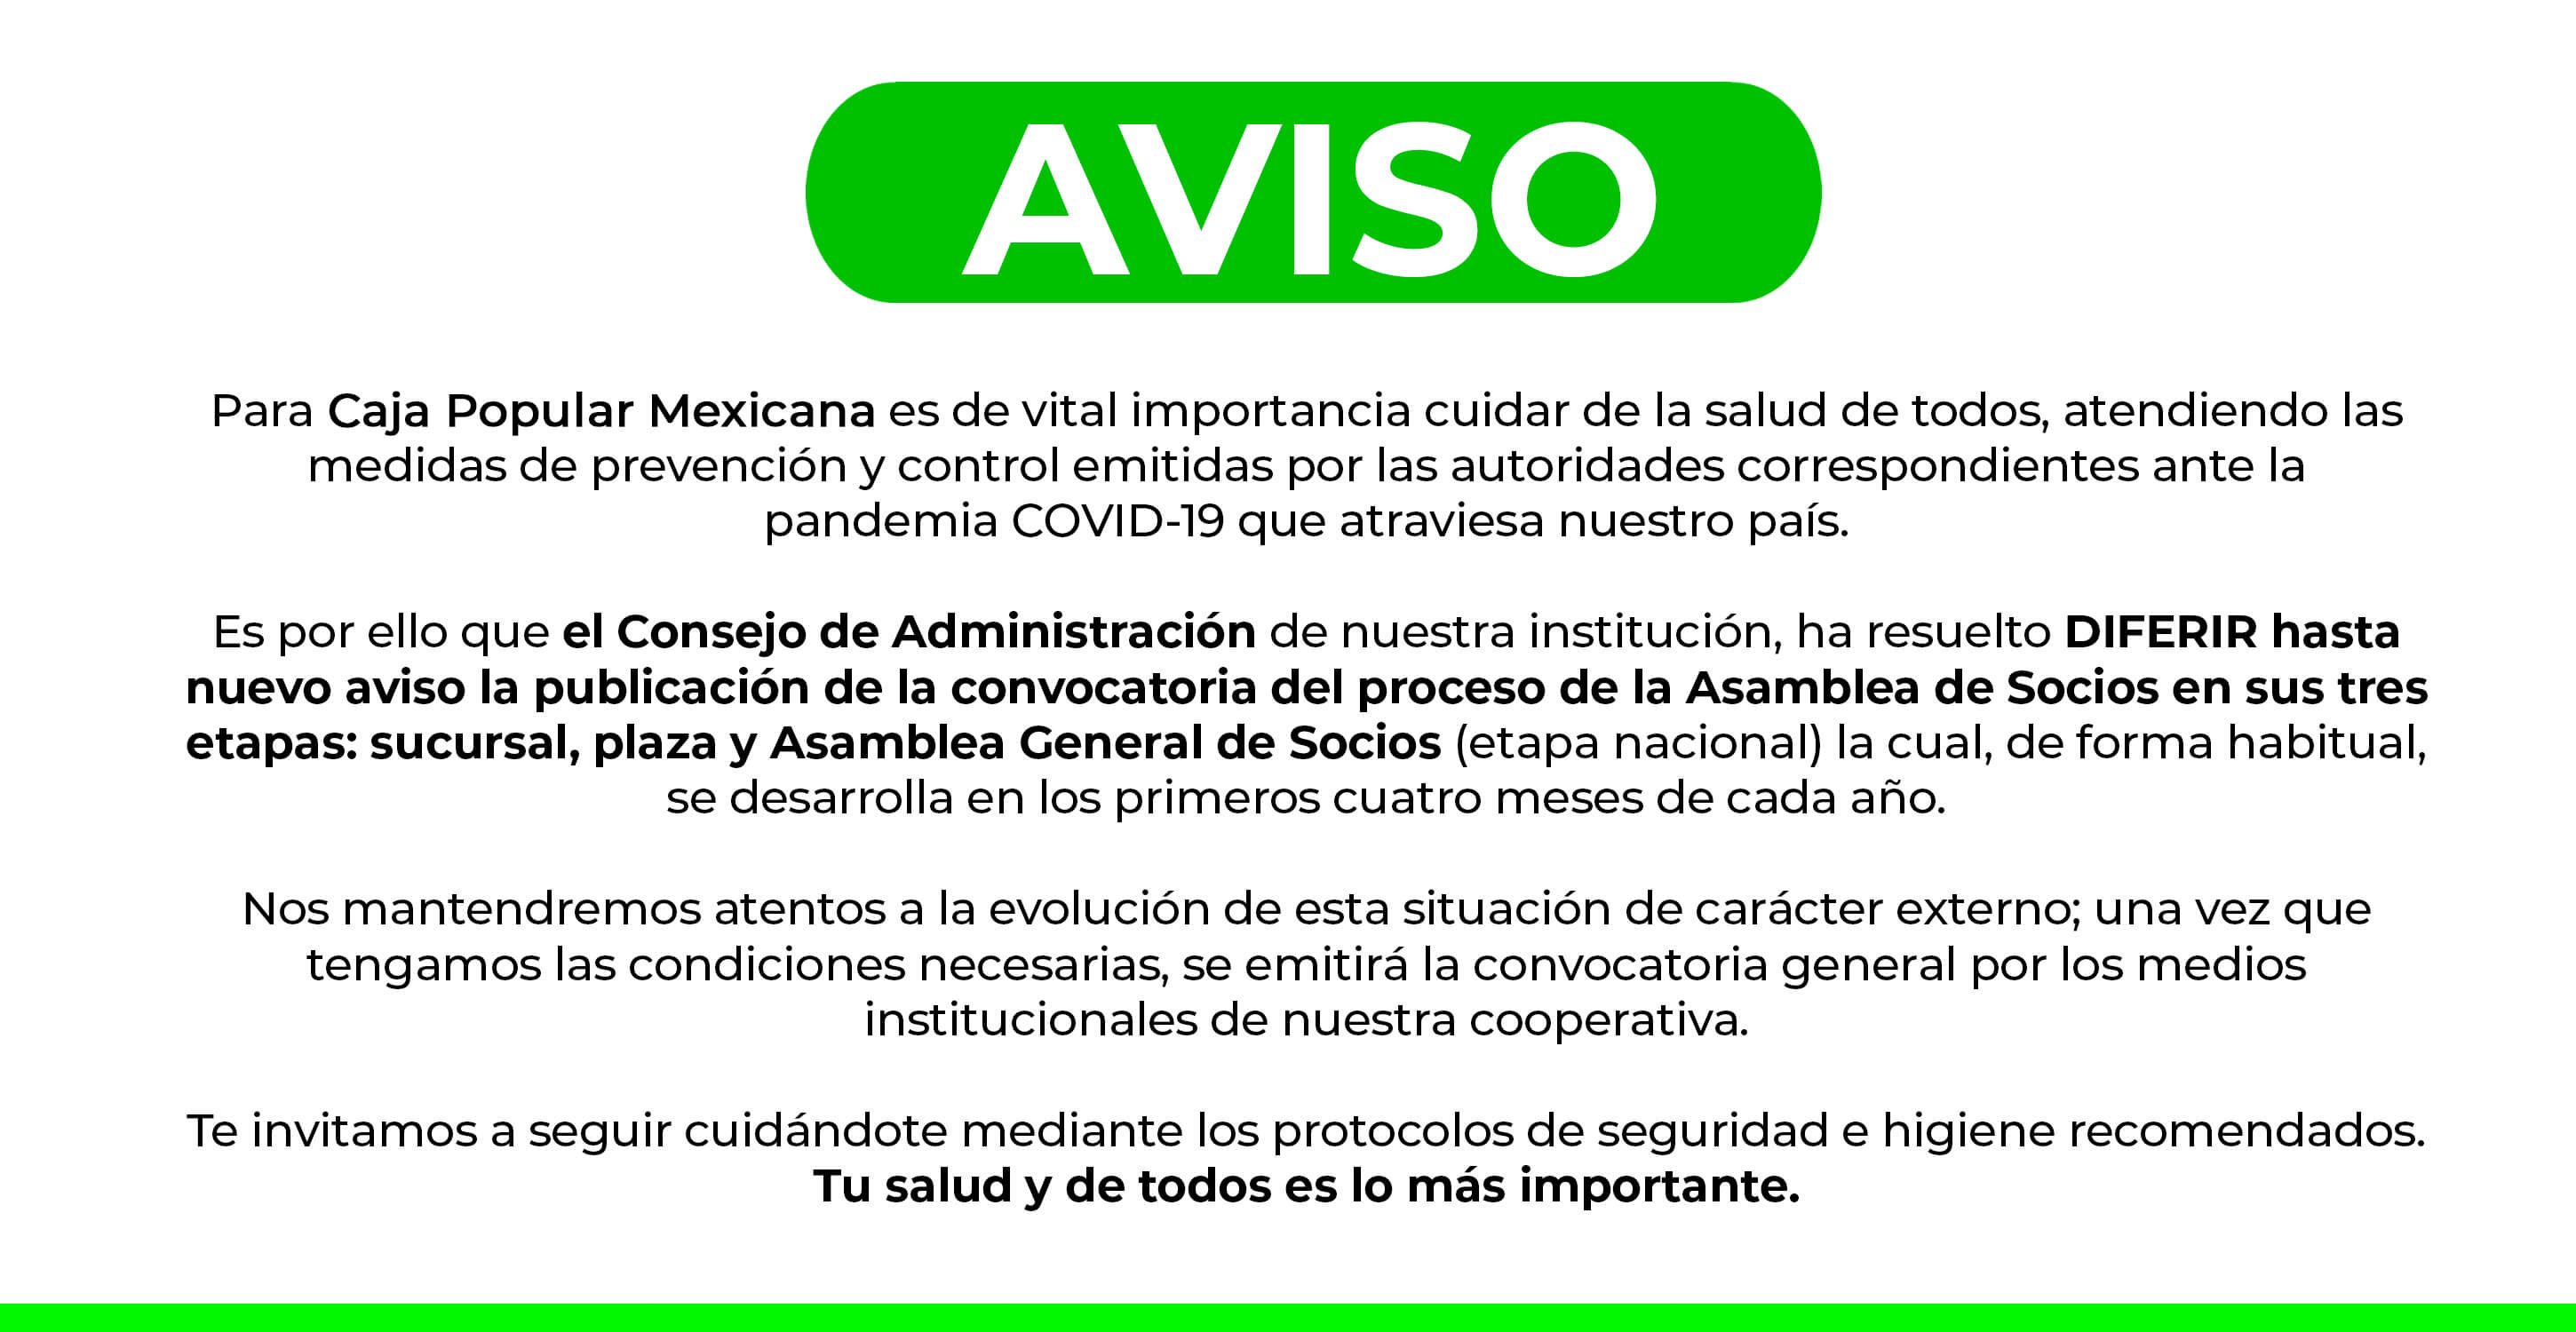 AVISO
Para Caja Popular Mexicana es de vital importancia cuidar de la salud de todos, atendiendo las
medidas de prevención y control emitidas por las autoridades correspondientes ante la
pandemia COVID-19 que atraviesa nuestro país.
Es por ello que el Consejo de Administración de nuestra institución, ha resuelto DIFERIR hasta
nuevo aviso la publicación de la convocatoria del proceso de la Asamblea de Socios en sus tres
etapas: sucursal, plaza y Asamblea General de Socios (etapa nacional) la cual, de forma habitual,
se desarrolla en los primeros cuatro meses de cada año.
Nos mantendremos atentos a la evolución de esta situación de carácter externo; una vez que
tengamos las condiciones necesarias, se emitirá la convocatoria general por los medios
institucionales de nuestra cooperativa.
Te invitamos a seguir cuidándote mediante los protocolos de seguridad e higiene recomendados.
Tu salud y de todos es lo más importante.